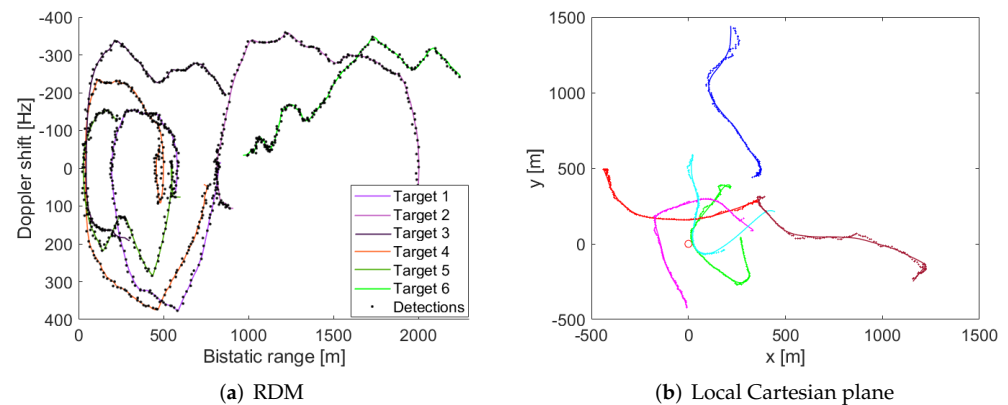 -400
-300
-200
-100
0
100
200
300
400
Doppler shift [Hz]
0
500
1000
1500
2000
Bistatic range [m]
Target 1
Target 2
Target 3
Target 4
Target 5
Target 6
Detections
(a) RDM
1500
1000
500
0
-500
y [m]
-500
0
500
1000
1500
x [m]
(b) Local Cartesian plane